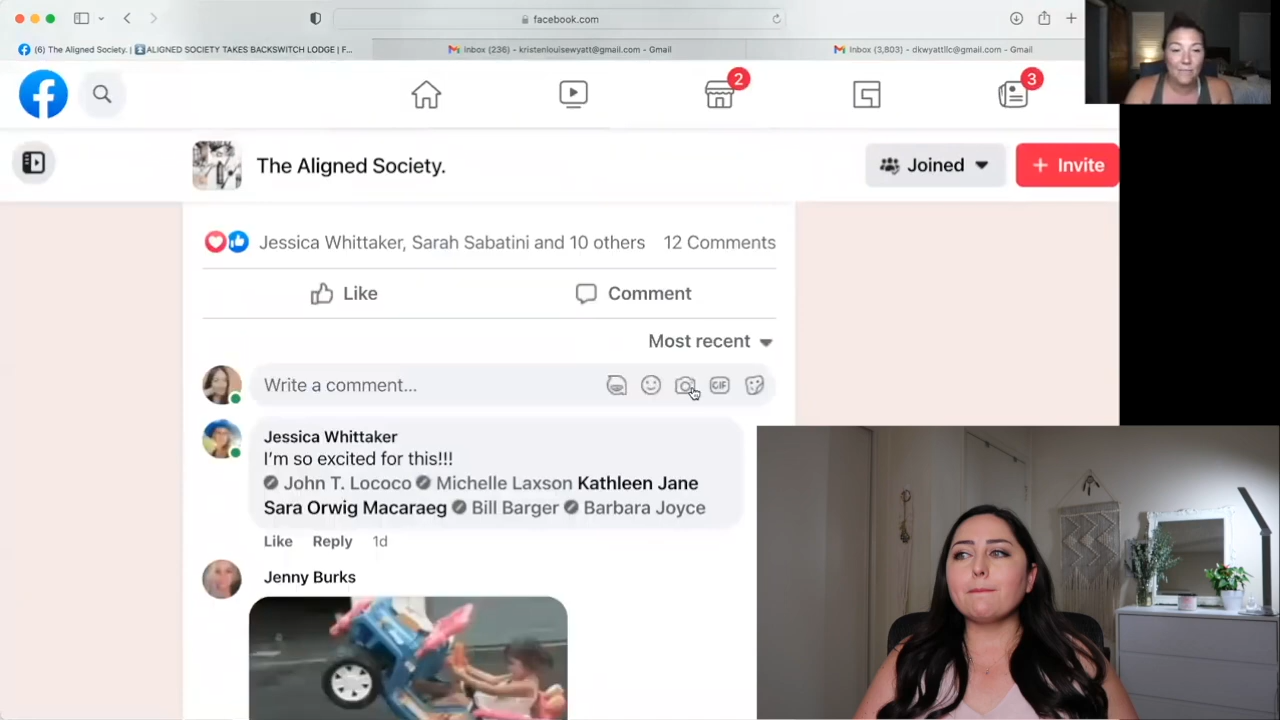 facebook.com
(6) The Aligned Society. | ALIGNED SOCIETY TAKES BACKSWITCH LODGE | F...
Inbox (236) - kristenlouisewyatt@gmail.com - Gmail
Inbox (3,803) - dkwyattllc@gmail.com - Gmail
2
3
The Aligned Society.
Joined
+ Invite
Jessica Whittaker, Sarah Sabatini and 10 others 12 Comments
Like Comment
Most recent
Write a comment...
GIF
Jessica Whittaker
I'm so excited for this!!!
John T. Lococo Michelle Laxson Kathleen Jane
Sara Orwig Macaraeg Bill Barger Barbara Joyce
Like Reply 1d
Jenny Burks